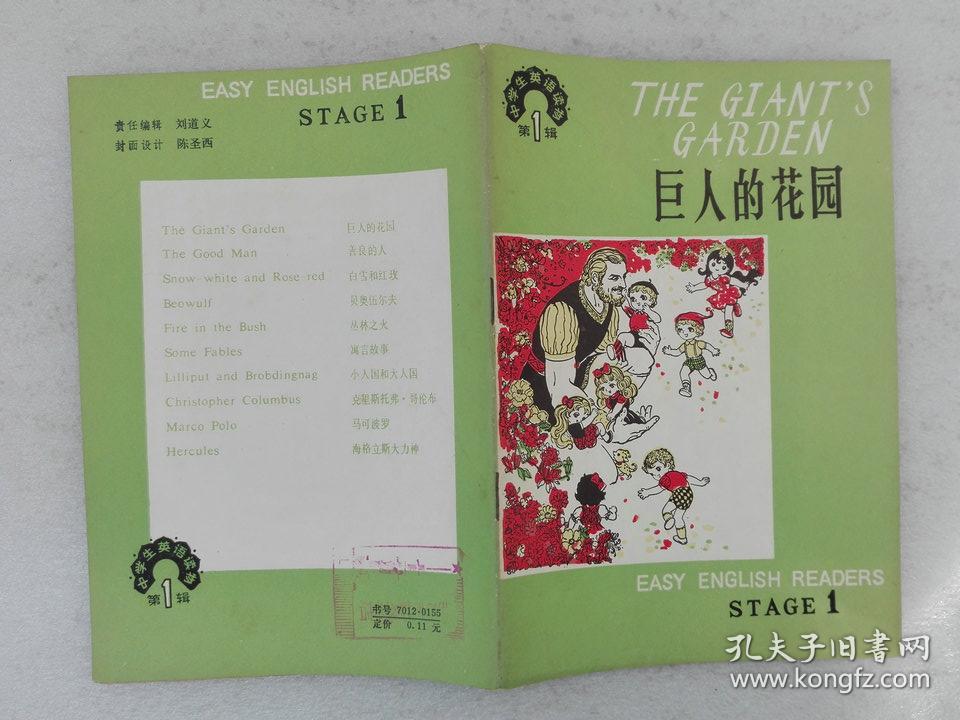 EASY ENGLISH READERS
STAGE 1
责任编辑 刘道义
封面设计 陈圣西
The Giant's Garden 巨人的花园
The Good Man 善良的人
Snow-white and Rose-red 白雪和红玫
Beowulf 贝奥伍尔夫
Fire in the Bush 丛林之火
Some Fables 寓言故事
Lilliput and Brobdingnag 小人国和大人国
Christopher Columbus 克里斯托弗·哥伦布
Marco Polo 马可波罗
Hercules 海格立斯大力神
中学生英语读物
第1辑
书号 7012·0155
定价 0.11 元
中学生英语读物
第1辑
THE GIANT'S
GARDEN
巨人的花园
EASY ENGLISH READERS
STAGE 1
孔夫子旧书网
www.kongfz.com